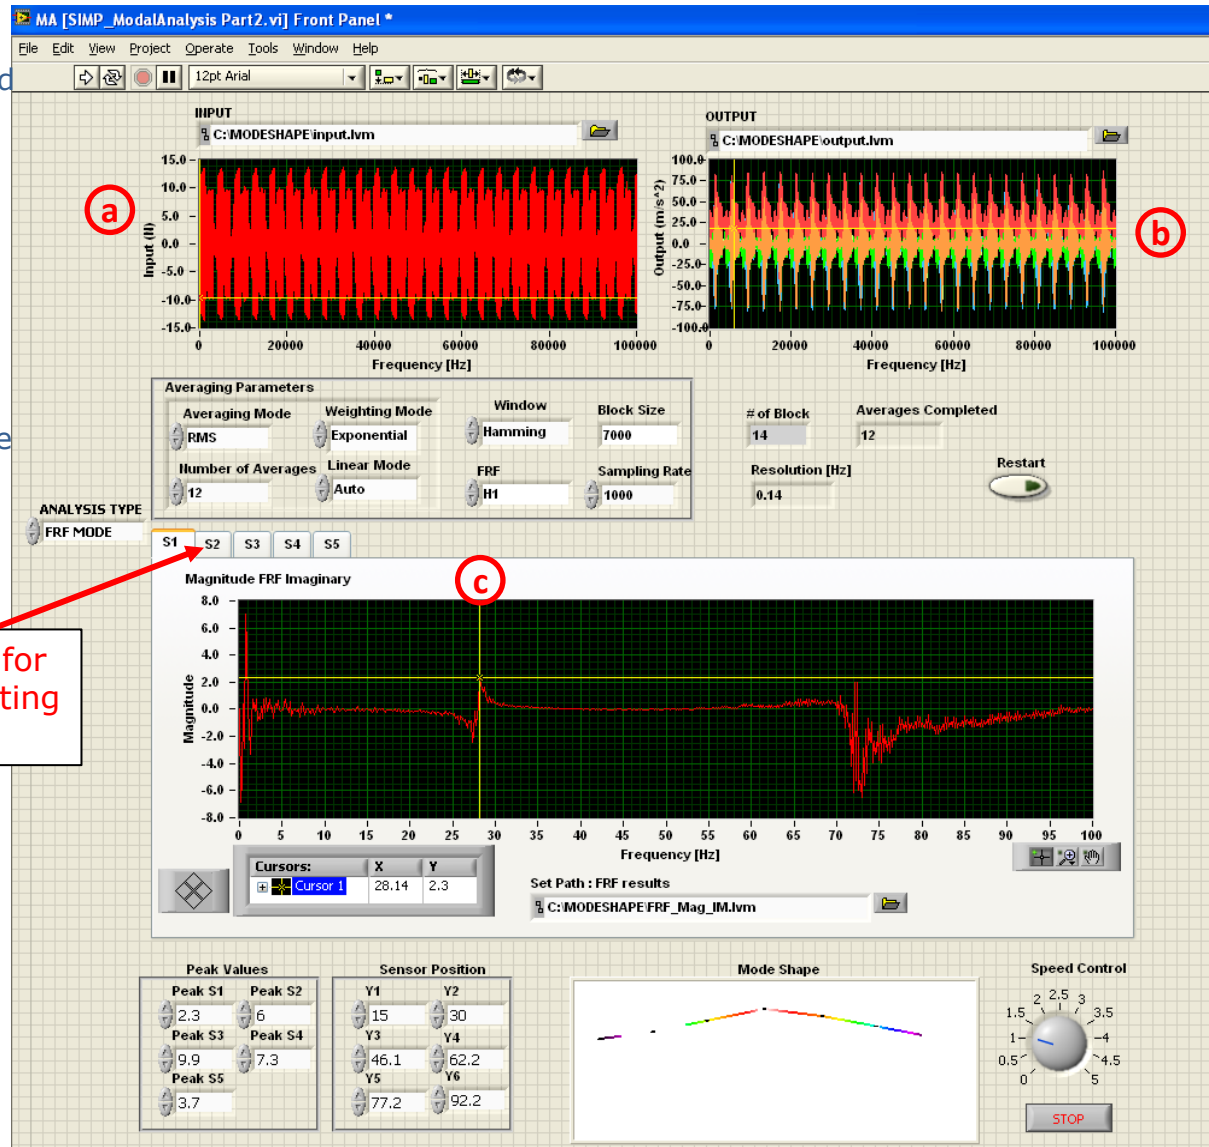 MA [SIMP_ModalAnalysis Part2.vi] Front Panel *
File Edit View Project Operate Tools Window Help
d
12pt Arial
INPUT
C:\MODESHAPE\input.lvm
OUTPUT
C:\MODESHAPE\output.lvm
a
b
Input (II)
15.0
10.0
5.0
0.0
-5.0
-10.0
-15.0
0 20000 40000 60000 80000 100000
Frequency [Hz]
Output (m/s^2)
100.0
75.0
50.0
25.0
0.0
-25.0
-50.0
-75.0
-100.0
0 20000 40000 60000 80000 100000
Frequency [Hz]
Averaging Parameters
Averaging Mode Weighting Mode Window Block Size
RMS Exponential Hamming 7000
Number of Averages Linear Mode FRF Sampling Rate
12 Auto H1 1000
# of Block Averages Completed
14 12
Resolution [Hz] Restart
0.14
e
ANALYSIS TYPE
FRF MODE
S1 S2 S3 S4 S5
for
ting
Magnitude FRF Imaginary
c
Magnitude
8.0
6.0
4.0
2.0
0.0
-2.0
-4.0
-6.0
-8.0
0 5 10 15 20 25 30 35 40 45 50 55 60 65 70 75 80 85 90 95 100
Frequency [Hz]
Cursors: X Y
Cursor 1 28.14 2.3
Set Path : FRF results
C:\MODESHAPE\FRF_Mag_IM.lvm
Peak Values
Peak S1 Peak S2
2.3 6
Peak S3 Peak S4
9.9 7.3
Peak S5
3.7
Sensor Position
Y1 Y2
15 30
Y3 Y4
46.1 62.2
Y5 Y6
77.2 92.2
Mode Shape
Speed Control
0 0.5 1 1.5 2 2.5 3 3.5 4 4.5 5
STOP